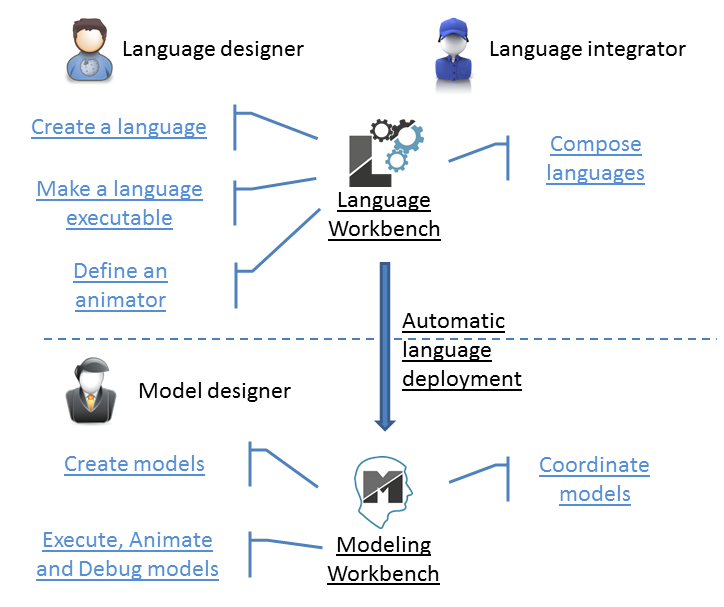 Language designer
Language integrator
Create a language
Compose
languages
Make a language
executable
Language
Workbench
Define an
animator
Automatic
language
deployment
Model designer
Create models
Coordinate
models
Execute, Animate
and Debug models
Modeling
Workbench